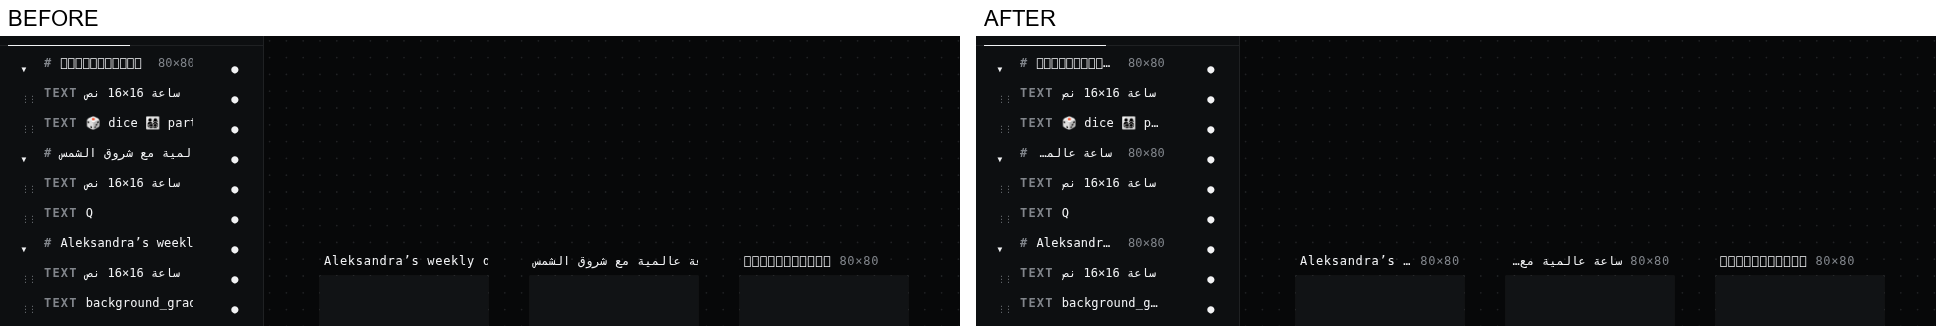 BEFORE
# 80×80
TEXT ساعة 16×16 نص
TEXT 🎲 dice 👨‍👩‍👧‍👦 part
# لمية مع شروق الشمس
TEXT ساعة 16×16 نص
TEXT Q
# Aleksandra’s weekl
TEXT ساعة 16×16 نص
TEXT background_grad
Aleksandra’s weekly
عالمية مع شروق الشمس
80×80
AFTER
# … 80×80
TEXT ساعة 16×16 نص
TEXT 🎲 dice 👨‍👩‍👧‍👦 p…
# ساعة عالمـ… 80×80
TEXT ساعة 16×16 نص
TEXT Q
# Aleksandr… 80×80
TEXT ساعة 16×16 نص
TEXT background_g…
Aleksandra’s … 80×80
ساعة عالمية مع… 80×80
80×80